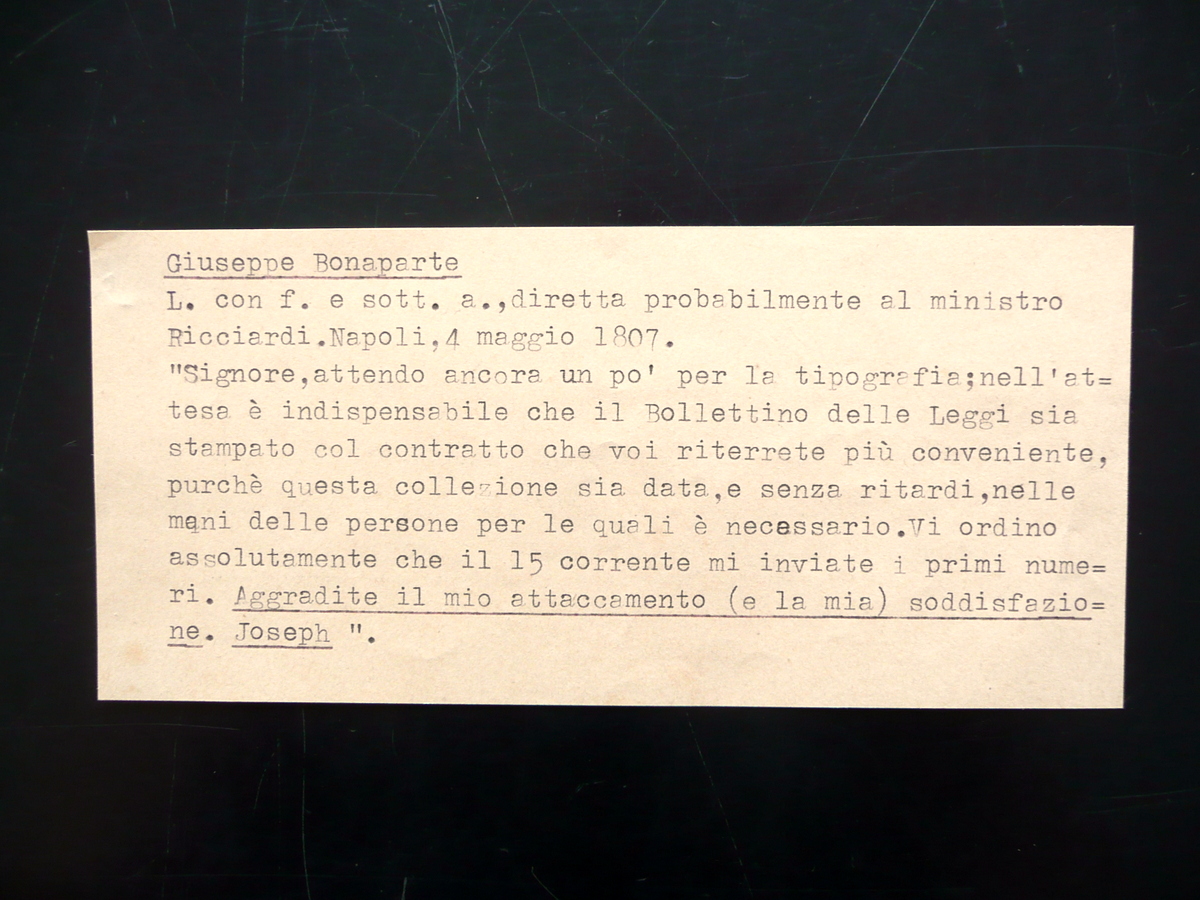 Giuseppe Bonaparte
L. con f. e sott. a.,diretta probabilmente al ministro
Ricciardi.Napoli,4 maggio 1807.
"Signore,attendo ancora un po' per la tipografia;nell'at=
tesa è indispensabile che il Bollettino delle Leggi sia
stampato col contratto che voi riterrete più conveniente,
purchè questa collezione sia data,e senza ritardi,nelle
mani delle persone per le quali è necessario.Vi ordino
assolutamente che il 15 corrente mi inviate i primi nume=
ri. Aggradite il mio attaccamento (e la mia) soddisfazio=
ne. Joseph ".